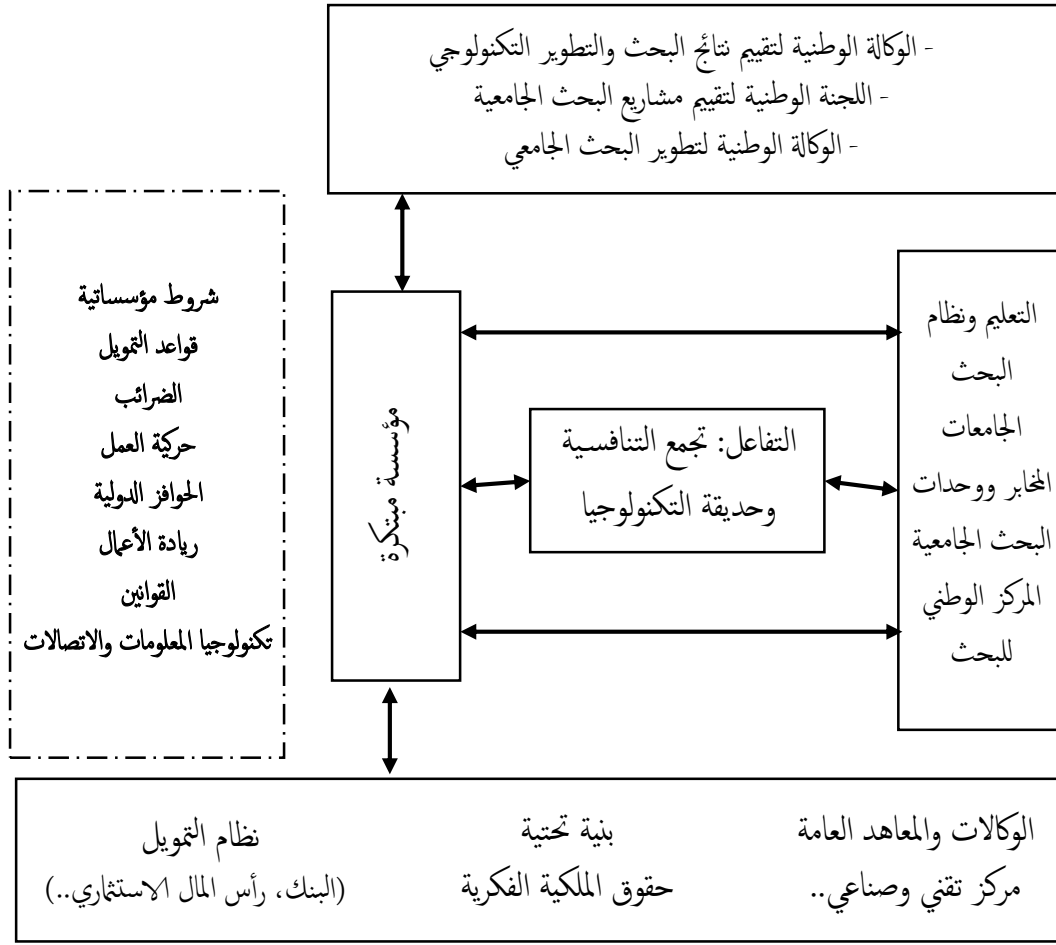 - الوكالة الوطنية لتقييم نتائج البحث والتطوير التكنولوجي
- اللجنة الوطنية لتقييم مشاريع البحث الجامعية
- الوكالة الوطنية لتطوير البحث الجامعي
التعليم ونظام
البحث
الجامعات
المخابر ووحدات
البحث الجامعية
المركز الوطني
للبحث
التفاعل: تجمع التنافسية
وحديقة التكنولوجيا
مؤسسة مبتكرة
شروط مؤسساتية
قواعد التمويل
الضرائب
حركية العمل
الحوافز الدولية
ريادة الأعمال
القوانين
تكنولوجيا المعلومات والاتصالات
الوكالات والمعاهد العامة
مركز تقني وصناعي..
بنية تحتية
حقوق الملكية الفكرية
نظام التمويل
(البنك، رأس المال الاستثماري..)